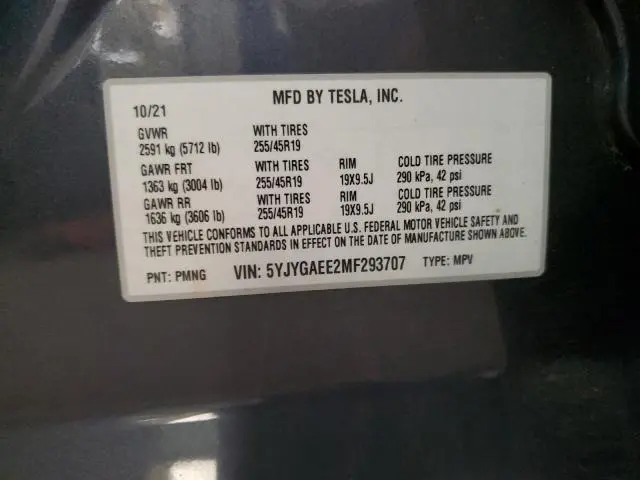 MFD BY TESLA, INC.
10/21
GVWR WITH TIRES
2591 kg (5712 lb) 255/45R19
GAWR FRT WITH TIRES RIM COLD TIRE PRESSURE
1363 kg (3004 lb) 255/45R19 19X9.5J 290 kPa, 42 psi
GAWR RR WITH TIRES RIM COLD TIRE PRESSURE
1636 kg (3606 lb) 255/45R19 19X9.5J 290 kPa, 42 psi
THIS VEHICLE CONFORMS TO ALL APPLICABLE U.S. FEDERAL MOTOR VEHICLE SAFETY AND
THEFT PREVENTION STANDARDS IN EFFECT ON THE DATE OF MANUFACTURE SHOWN ABOVE.
PNT: PMNG VIN: 5YJYGAEE2MF293707 TYPE: MPV